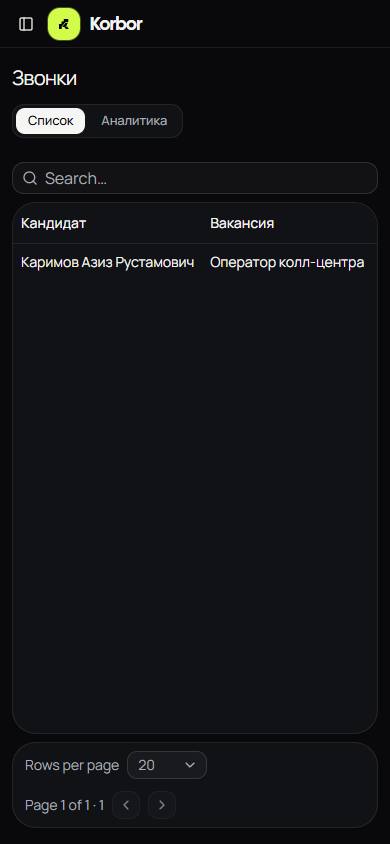 Korbor
Звонки
Список Аналитика
Search...
Кандидат Вакансия
Каримов Азиз Рустамович Оператор колл-центра
Rows per page 20
Page 1 of 1 · 1